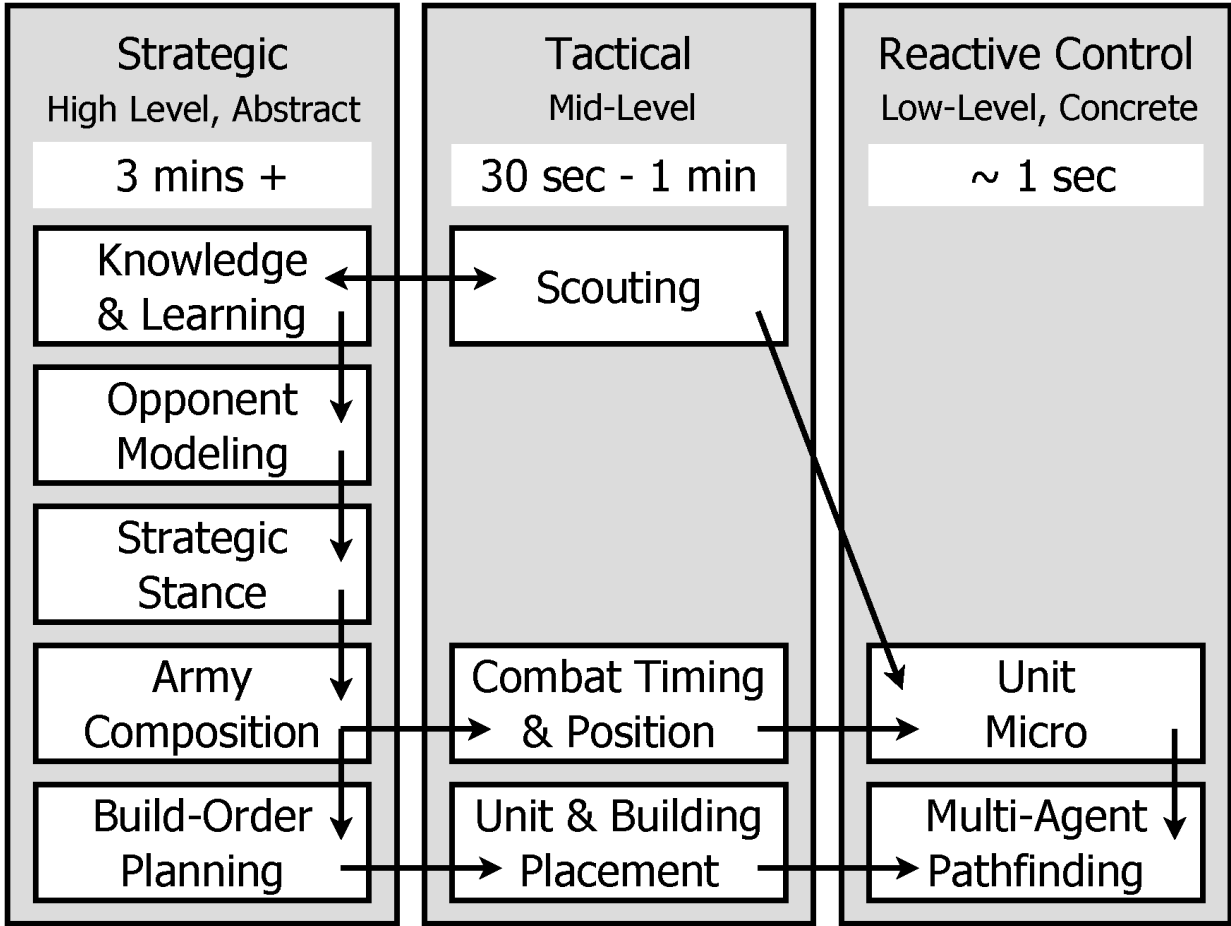 Strategic
High Level, Abstract
3 mins +
Knowledge
& Learning
Opponent
Modeling
Strategic
Stance
Army
Composition
Build-Order
Planning
Tactical
Mid-Level
30 sec - 1 min
Scouting
Combat Timing
& Position
Unit & Building
Placement
Reactive Control
Low-Level, Concrete
~ 1 sec
Unit
Micro
Multi-Agent
Pathfinding